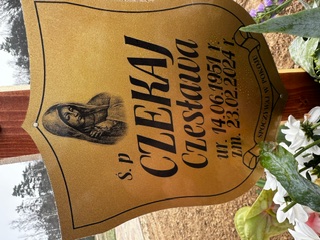 Ś. p
CZEKAJ
Czesława
ur. 14.06.1951 r.
zm. 23.02.2024 r.